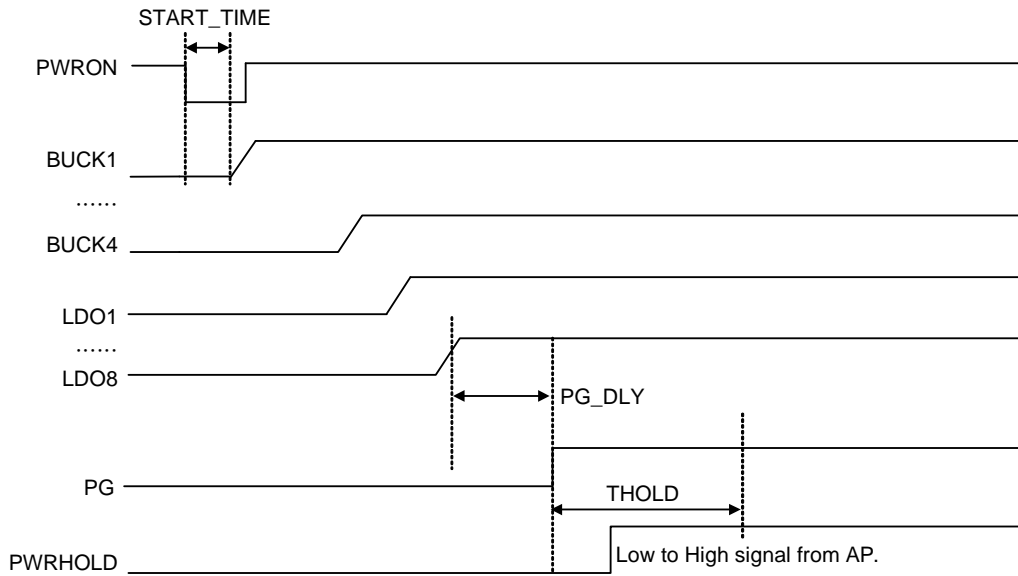 START_TIME
PWRON
BUCK1
......
BUCK4
LDO1
......
LDO8
PG_DLY
PG
THOLD
PWRHOLD
Low to High signal from AP.